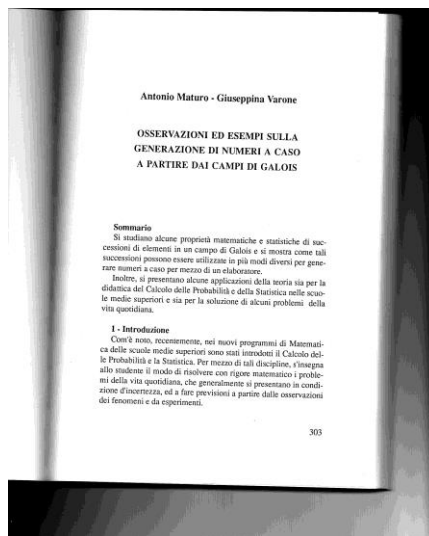 Antonio Maturo - Giuseppina Varone
OSSERVAZIONI ED ESEMPI SULLA
GENERAZIONE DI NUMERI A CASO
A PARTIRE DAI CAMPI DI GALOIS
Sommario
Si studiano alcune proprietà matematiche e statistiche di suc-
cessioni di elementi in un campo di Galois e si mostra come tali
successioni possono essere utilizzate in più modi diversi per gene-
rare numeri a caso per mezzo di un elaboratore.
Inoltre, si presentano alcune applicazioni della teoria sia per la
didattica del Calcolo delle Probabilità e della Statistica nelle scuo-
le medie superiori e sia per la soluzione di alcuni problemi della
vita quotidiana.
1 - Introduzione
Com'è noto, recentemente, nei nuovi programmi di Matemati-
ca delle scuole medie superiori sono stati introdotti il Calcolo del-
le Probabilità e la Statistica. Per mezzo di tali discipline, s'insegna
allo studente il modo di risolvere con rigore matematico i proble-
mi della vita quotidiana, che generalmente si presentano in condi-
zione d'incertezza, ed a fare previsioni a partire dalle osservazioni
dei fenomeni e da esperimenti.
303